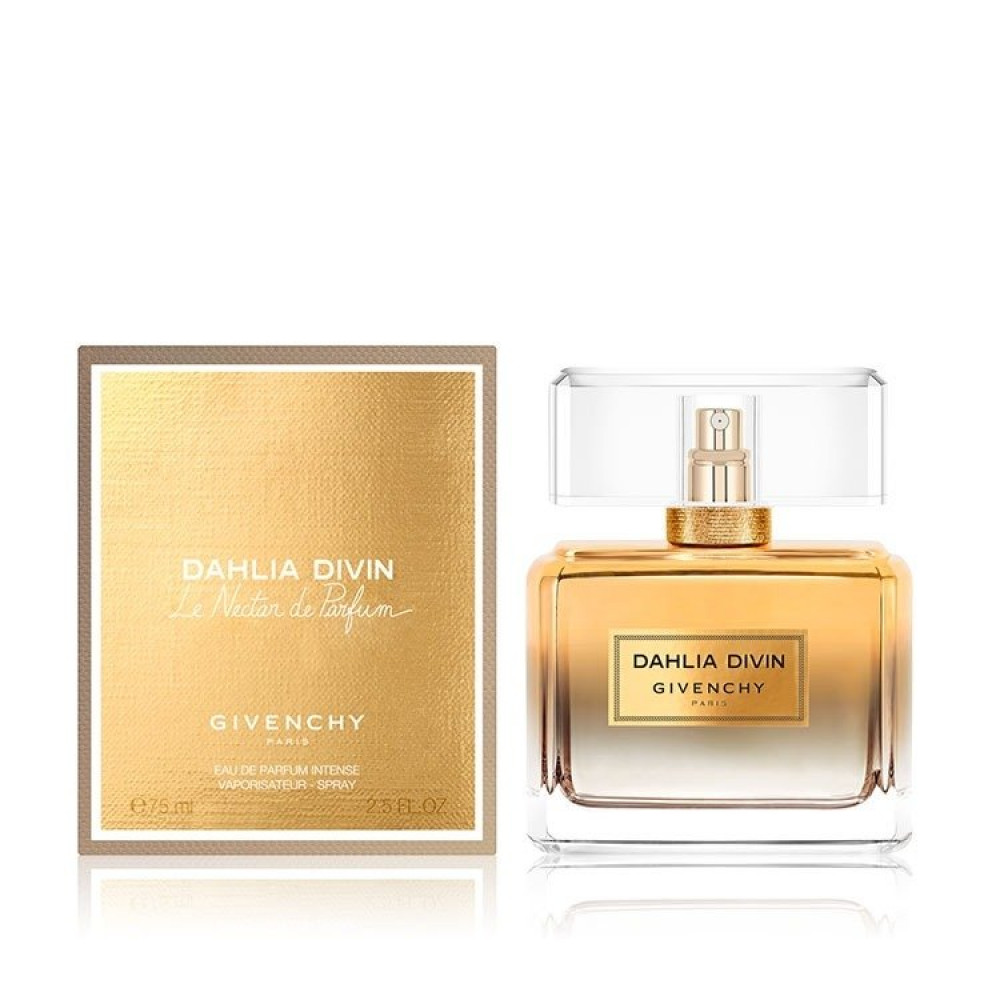 DAHLIA DIVIN
Le Nectar de Parfum
GIVENCHY
PARIS
EAU DE PARFUM INTENSE
VAPORISATEUR - SPRAY
℮75 ml 2.5 FL.OZ
DAHLIA DIVIN
GIVENCHY
PARIS